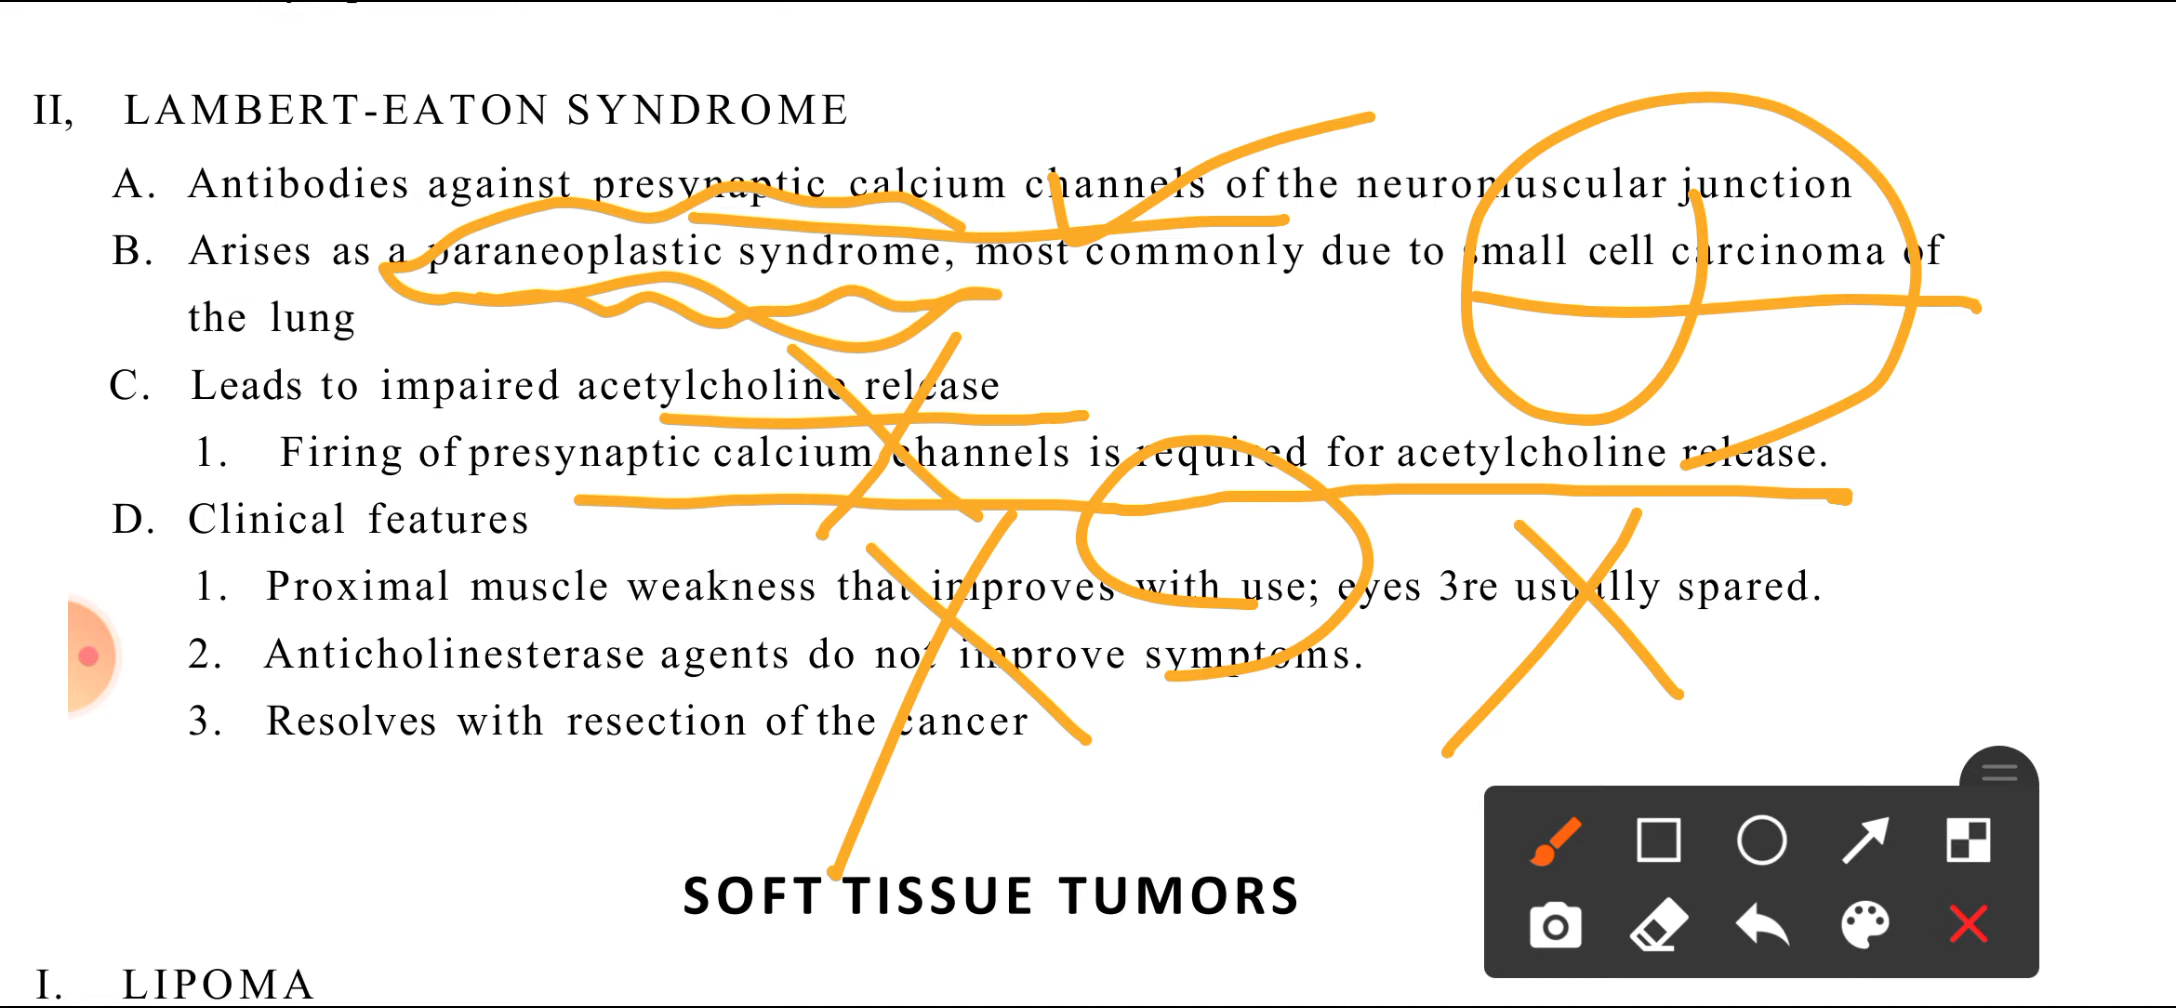 II, LAMBERT-EATON SYNDROME
A. Antibodies against presynaptic calcium channels of the neuromuscular junction
B. Arises as a paraneoplastic syndrome, most commonly due to small cell carcinoma of
the lung
C. Leads to impaired acetylcholine release
1. Firing of presynaptic calcium channels is required for acetylcholine release.
D. Clinical features
1. Proximal muscle weakness that improves with use; eyes 3re usually spared.
2. Anticholinesterase agents do not improve symptoms.
3. Resolves with resection of the cancer
SOFT TISSUE TUMORS
I. LIPOMA